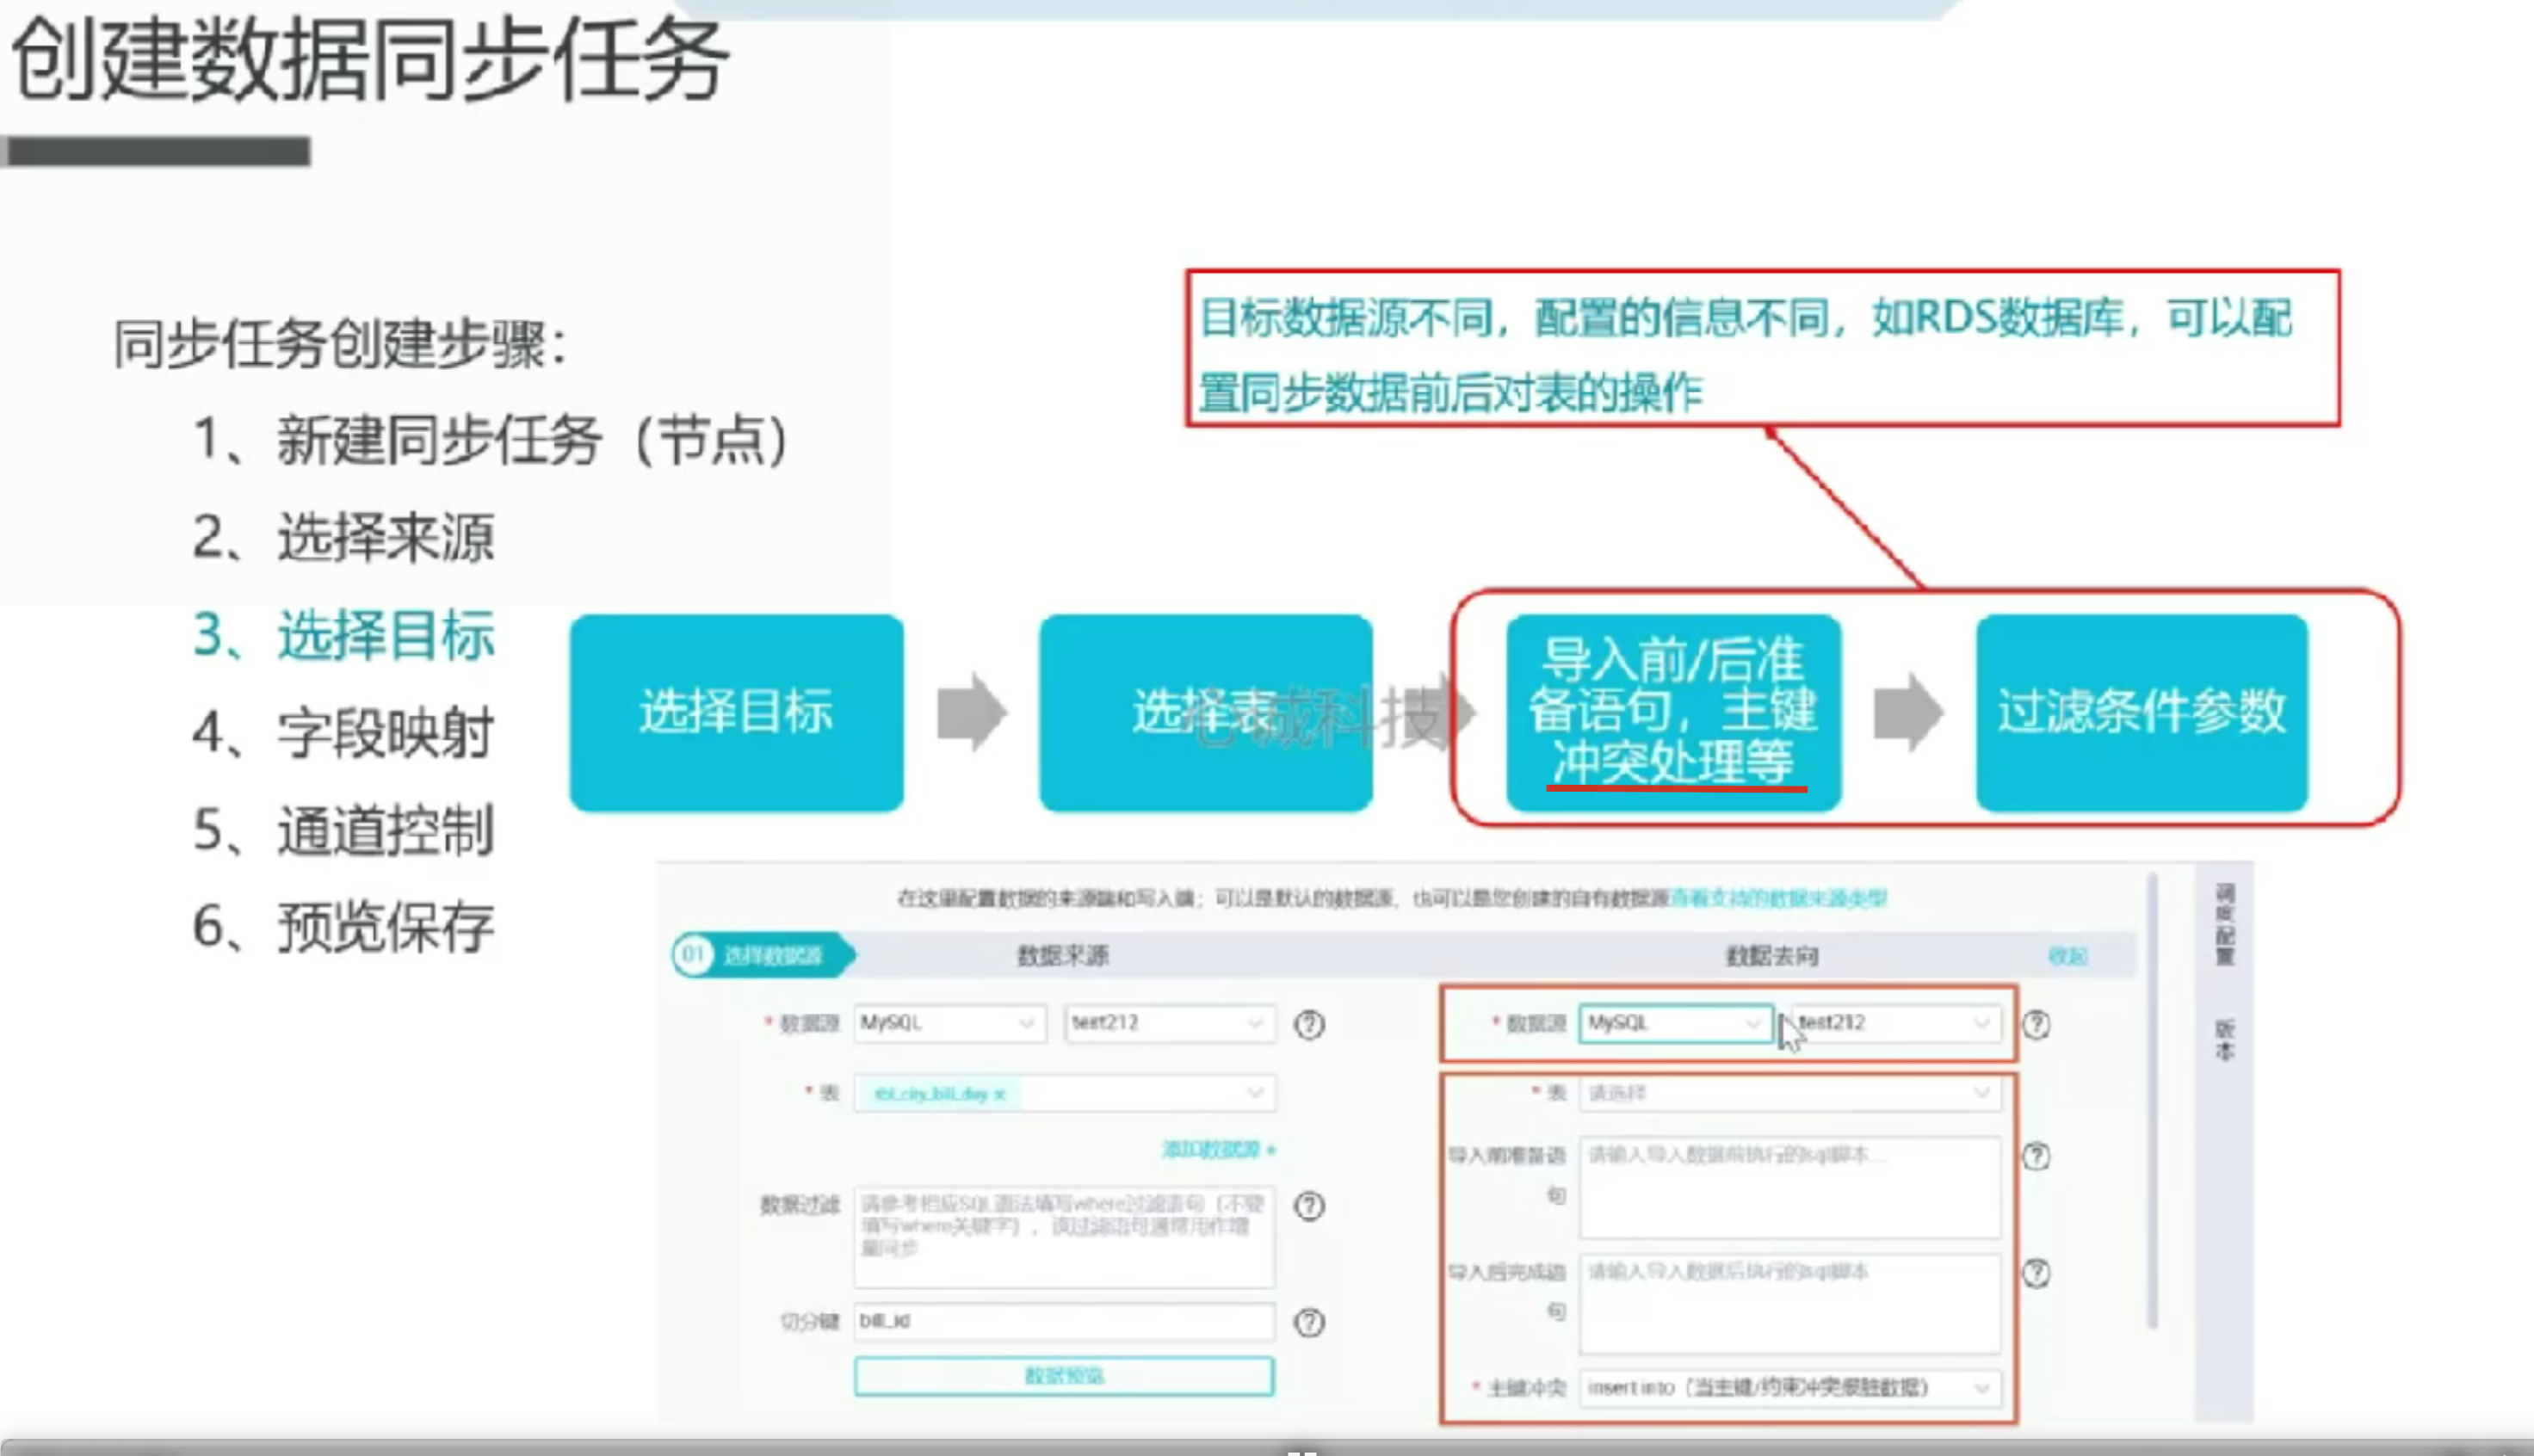 创建数据同步任务
同步任务创建步骤：
1、新建同步任务（节点）
2、选择来源
3、选择目标
4、字段映射
5、通道控制
6、预览保存
目标数据源不同，配置的信息不同，如RDS数据库，可以配
置同步数据前后对表的操作
选择目标
选择表
心诚科技
导入前/后准
备语句，主键
冲突处理等
过滤条件参数
在这里配置数据的来源端和写入端；可以是默认的数据源，也可以是您创建的自有数据源查看支持的数据来源类型
01 选择数据源
数据来源
数据去向
收起
* 数据源 MySQL test212 ?
* 表 tbl_city_bill_day ×
添加数据源 +
数据过滤 请参考相应SQL语法填写where过滤语句（不要
填写where关键字），该过滤语句通常用作增
量同步
?
切分键 bill_id ?
数据预览
* 数据源 MySQL test212 ?
* 表 请选择
导入前准备语
句
请输入导入数据前执行的sql脚本... ?
导入后完成语
句
请输入导入数据后执行的sql脚本 ?
* 主键冲突 insert into（当主键/约束冲突报脏数据）
调度配置
版本